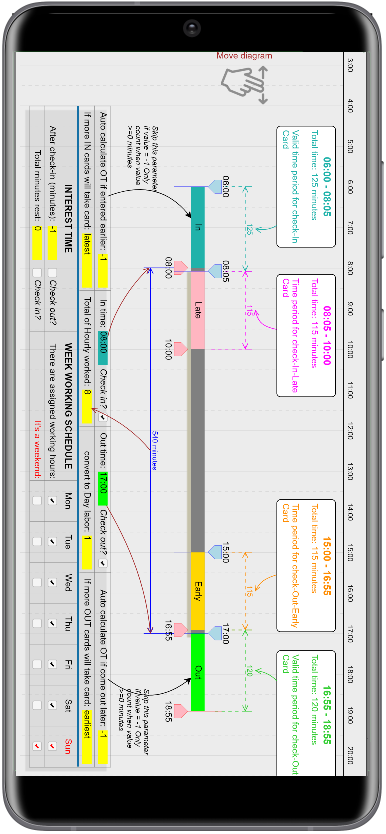 Move diagram
3:00 4:00 5:00 6:00 7:00 8:00 9:00 10:00 11:00 12:00 13:00 14:00 15:00 16:00 17:00 18:00 19:00 20:00
06:00 - 08:05
Total time: 125 minutes
Valid time period for check-In
Card
08:05 - 10:00
Total time: 115 minutes
Time period for check-In-Late
Card
15:00 - 16:55
Total time: 115 minutes
Time period for check-Out-Early
Card
16:55 - 18:55
Total time: 120 minutes
Valid time period for check-Out
Card
125 115 115 120
06:00 08:05 15:00 17:00
In Late Early Out
08:00 10:00 16:55 18:55
540 minutes
Skip this parameter
if value = -1 Only
count when value
>=0 minutes
Skip this parameter
if value = -1 Only
count when value
>=0 minutes
Auto calculate OT if entered earlier: -1 In time: 08:00 Check in? Out time: 17:00 Check out? Auto calculate OT if come out later: -1
If more IN cards will take card: latest Total of Hourly worked: 8 convert to Day labor: 1 If more OUT cards will take card: earliest
INTEREST TIME WEEK WORKING SCHEDULE Mon Tue Wed Thu Fri Sat Sun
After check-in (minutes): -1 Check out? There are assigned working hours:
Total minutes rest: 0 Check in? It's a weekend: